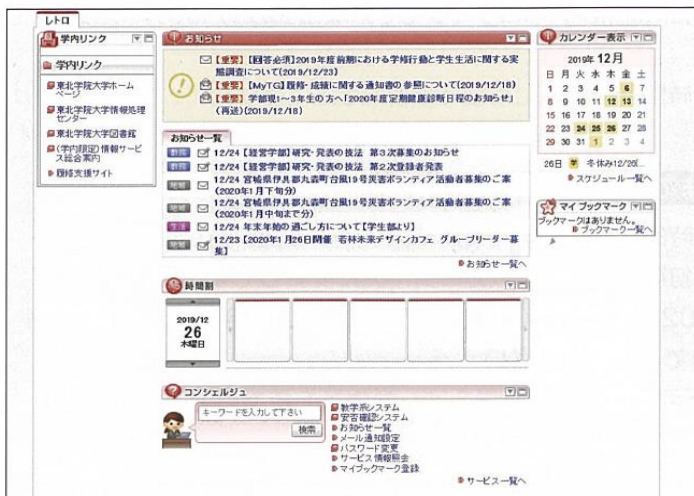 レトロ
学内リンク
学内リンク
東北学院大学ホーム
ページ
東北学院大学情報処理
センター
東北学院大学図書館
(学内限定)情報サービ
ス総合案内
履修支援サイト
お知らせ
【重要】【回答必須】2019年度前期における学修行動と学生生活に関する実
態調査について(2019/12/23)
【重要】【MyTG】履修・成績に関する通知書の参照について(2019/12/18)
【重要】学部現1~3年生の方へ「2020年度定期健康診断日程のお知らせ」
(再送)(2019/12/18)
お知らせ一覧
教務 12/24 【経営学部】研究・発表の技法 第3次募集のお知らせ
教務 12/24 【経営学部】研究・発表の技法 第2次登録者発表
地域 12/24 宮城県伊具郡丸森町台風19号災害ボランティア活動者募集のご案
(2020年1月下旬分)
地域 12/24 宮城県伊具郡丸森町台風19号災害ボランティア活動者募集のご案
(2020年1月中旬まで分)
生活 12/24 年末年始の過ごし方について【学生部より】
地域 12/23 【2020年1月26日開催 若林未来デザインカフェ グループリーダー募
集】
お知らせ一覧へ
時間割
2019/12
26
木曜日
コンシェルジュ
キーワードを入力して下さい
検索
教学系システム
安否確認システム
お知らせ一覧
メール通知設定
パスワード変更
サービス情報照会
マイブックマーク登録
サービス一覧へ
カレンダー表示
2019年 12月
日 月 火 水 木 金 土
1 2 3 4 5 6 7
8 9 10 11 12 13 14
15 16 17 18 19 20 21
22 23 24 25 26 27 28
29 30 31 1 2 3 4
26日 冬休み12/26(...
スケジュール一覧へ
マイ ブックマーク
ブックマークはありません。
ブックマーク一覧へ